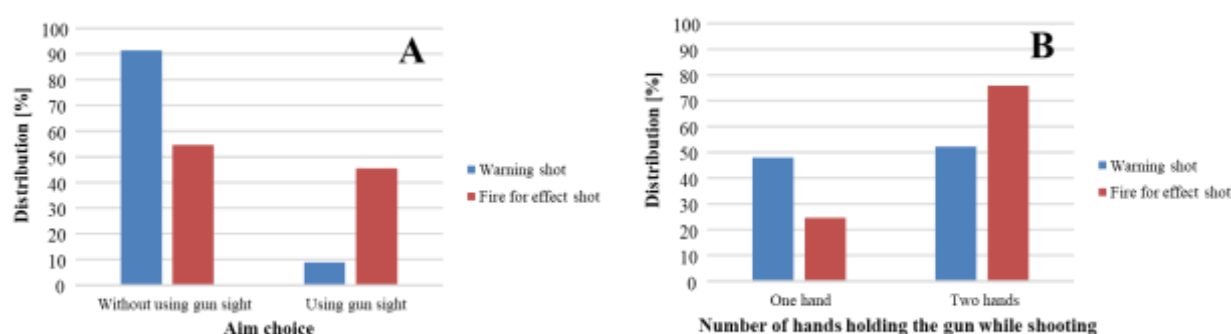 A
Distribution [%]
100
90
80
70
60
50
40
30
20
10
0
Without using gun sight
Using gun sight
Aim choice
Warning shot
Fire for effect shot
B
Distribution [%]
100
90
80
70
60
50
40
30
20
10
0
One hand
Two hands
Number of hands holding the gun while shooting
Warning shot
Fire for effect shot